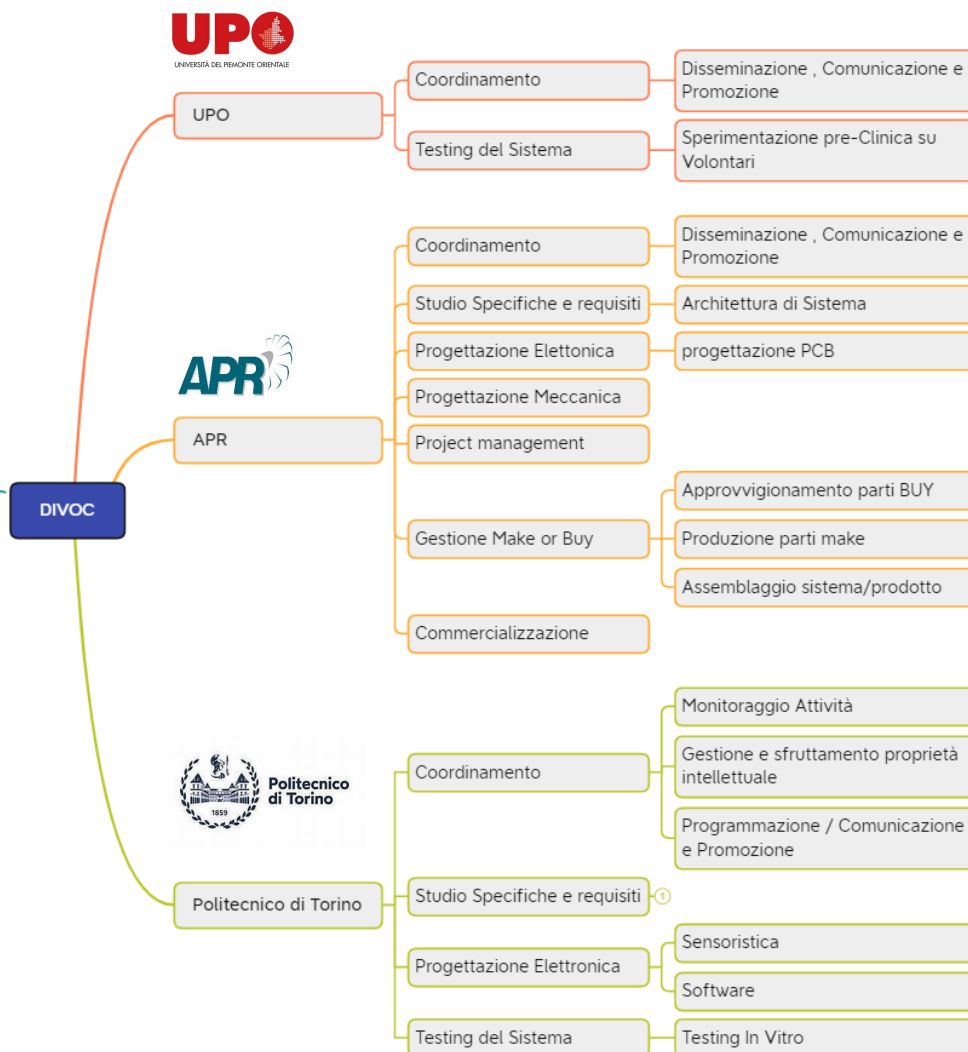 UPO
UNIVERSITÀ DEL PIEMONTE ORIENTALE
UPO
Coordinamento
Disseminazione , Comunicazione e
Promozione
Testing del Sistema
Sperimentazione pre-Clinica su
Volontari
APR
APR
Coordinamento
Disseminazione , Comunicazione e
Promozione
Studio Specifiche e requisiti
Architettura di Sistema
Progettazione Elettonica
progettazione PCB
Progettazione Meccanica
Project management
Gestione Make or Buy
Approvvigionamento parti BUY
Produzione parti make
Assemblaggio sistema/prodotto
Commercializzazione
DIVOC
Politecnico
di Torino
1859
Politecnico di Torino
Coordinamento
Monitoraggio Attività
Gestione e sfruttamento proprietà
intellettuale
Programmazione / Comunicazione
e Promozione
Studio Specifiche e requisiti
1
Progettazione Elettronica
Sensoristica
Software
Testing del Sistema
Testing In Vitro